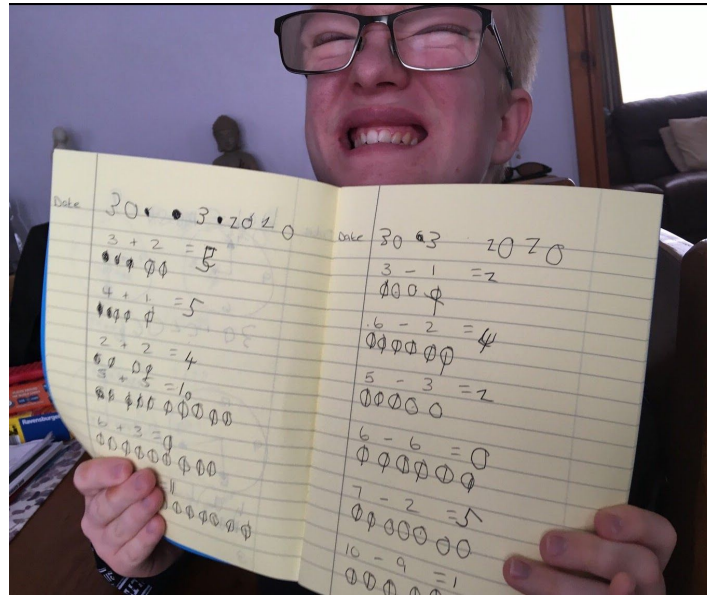 Date 30 . . 3 . 2020
3 + 2 = 5
4 + 1 = 5
2 + 2 = 4
5 + 5 = 10
6 + 3 = 9
= 11
Date 30 . 3 2020
3 - 1 = 2
6 - 2 = 4
5 - 3 = 2
6 - 6 = 0
7 - 2 = 5
10 - 9 = 1
Ravensburger